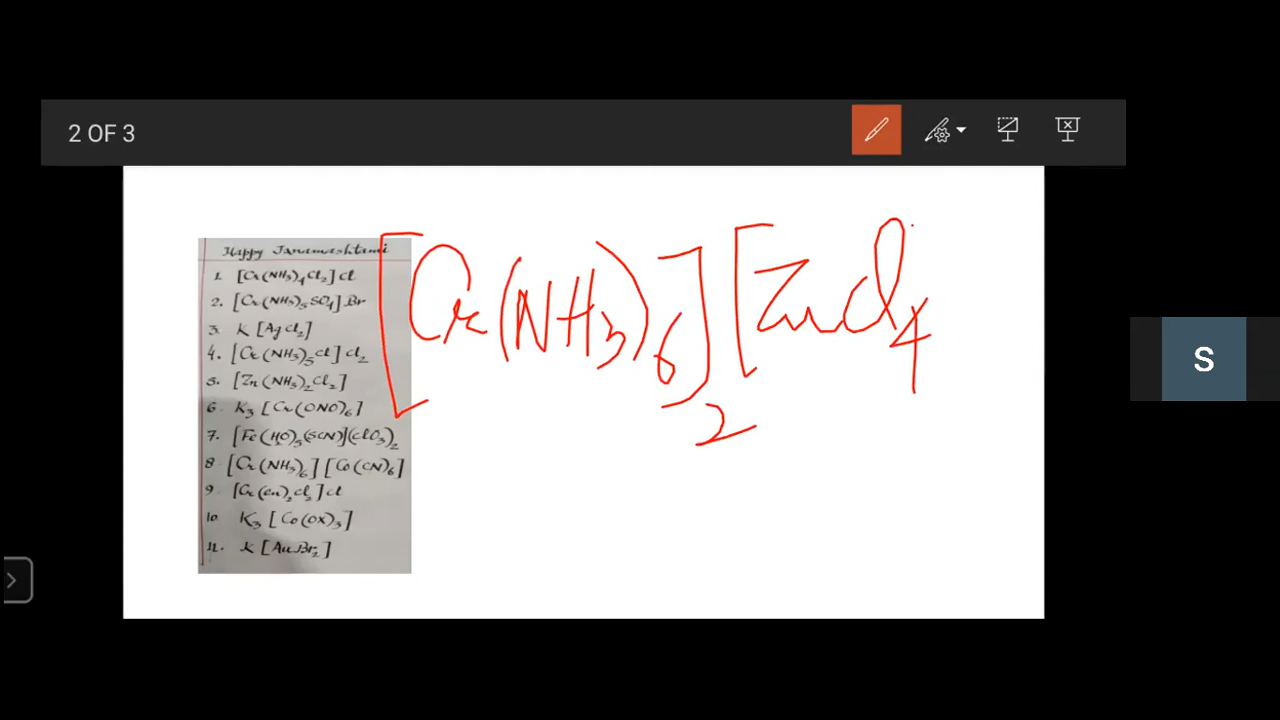 2 OF 3
Happy Janamashtami
1. [Cr(NH3)4Cl2]Cl
2. [Cr(NH3)5SO4]Br
3. K[AgCl2]
4. [Cr(NH3)5Cl]Cl2
5. [Zn(NH3)2Cl2]
6. K3[Cr(ONO)6]
7. [Fe(H2O)5(SCN)](ClO3)2
8. [Cr(NH3)6][Co(CN)6]
9. [Cr(en)2Cl2]Cl
10. K3[Co(ox)3]
11. K[AuBr2]
[Cr(NH3)6]2[ZnCl4
S